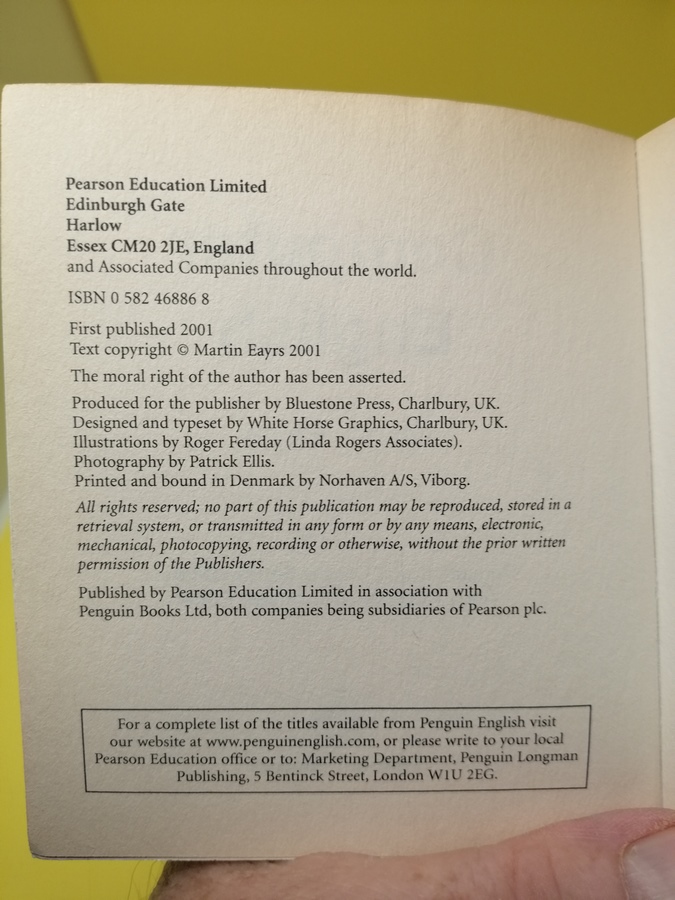 Pearson Education Limited
Edinburgh Gate
Harlow
Essex CM20 2JE, England
and Associated Companies throughout the world.
ISBN 0 582 46886 8
First published 2001
Text copyright © Martin Eayrs 2001
The moral right of the author has been asserted.
Produced for the publisher by Bluestone Press, Charlbury, UK.
Designed and typeset by White Horse Graphics, Charlbury, UK.
Illustrations by Roger Fereday (Linda Rogers Associates).
Photography by Patrick Ellis.
Printed and bound in Denmark by Norhaven A/S, Viborg.
All rights reserved; no part of this publication may be reproduced, stored in a
retrieval system, or transmitted in any form or by any means, electronic,
mechanical, photocopying, recording or otherwise, without the prior written
permission of the Publishers.
Published by Pearson Education Limited in association with
Penguin Books Ltd, both companies being subsidiaries of Pearson plc.
For a complete list of the titles available from Penguin English visit
our website at www.penguinenglish.com, or please write to your local
Pearson Education office or to: Marketing Department, Penguin Longman
Publishing, 5 Bentinck Street, London W1U 2EG.